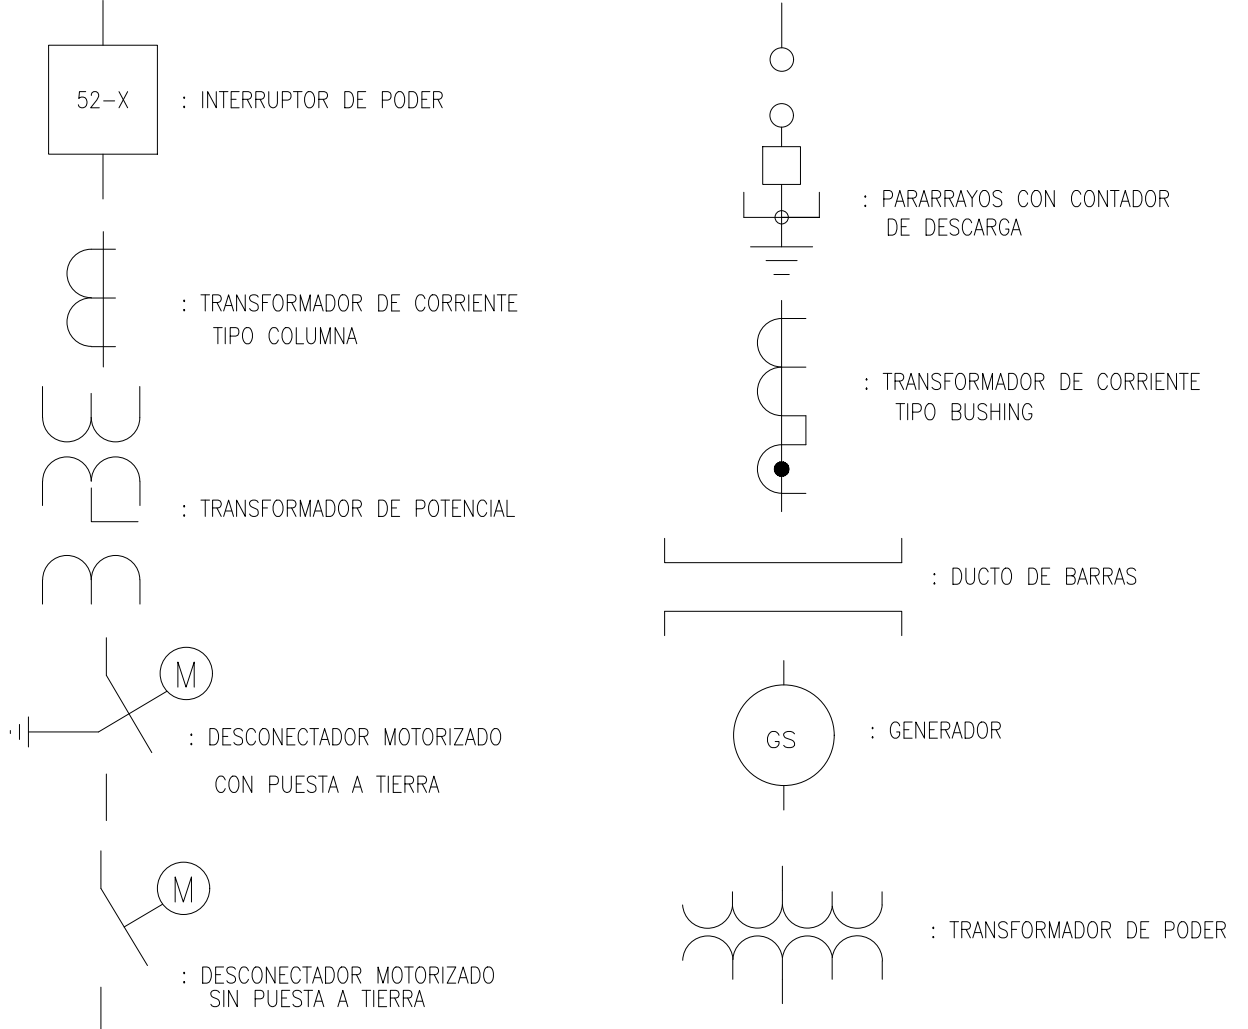 52-X
: INTERRUPTOR DE PODER
: TRANSFORMADOR DE CORRIENTE
TIPO COLUMNA
: TRANSFORMADOR DE POTENCIAL
M
: DESCONECTADOR MOTORIZADO
CON PUESTA A TIERRA
M
: DESCONECTADOR MOTORIZADO
SIN PUESTA A TIERRA
: PARARRAYOS CON CONTADOR
DE DESCARGA
: TRANSFORMADOR DE CORRIENTE
TIPO BUSHING
: DUCTO DE BARRAS
GS
: GENERADOR
: TRANSFORMADOR DE PODER